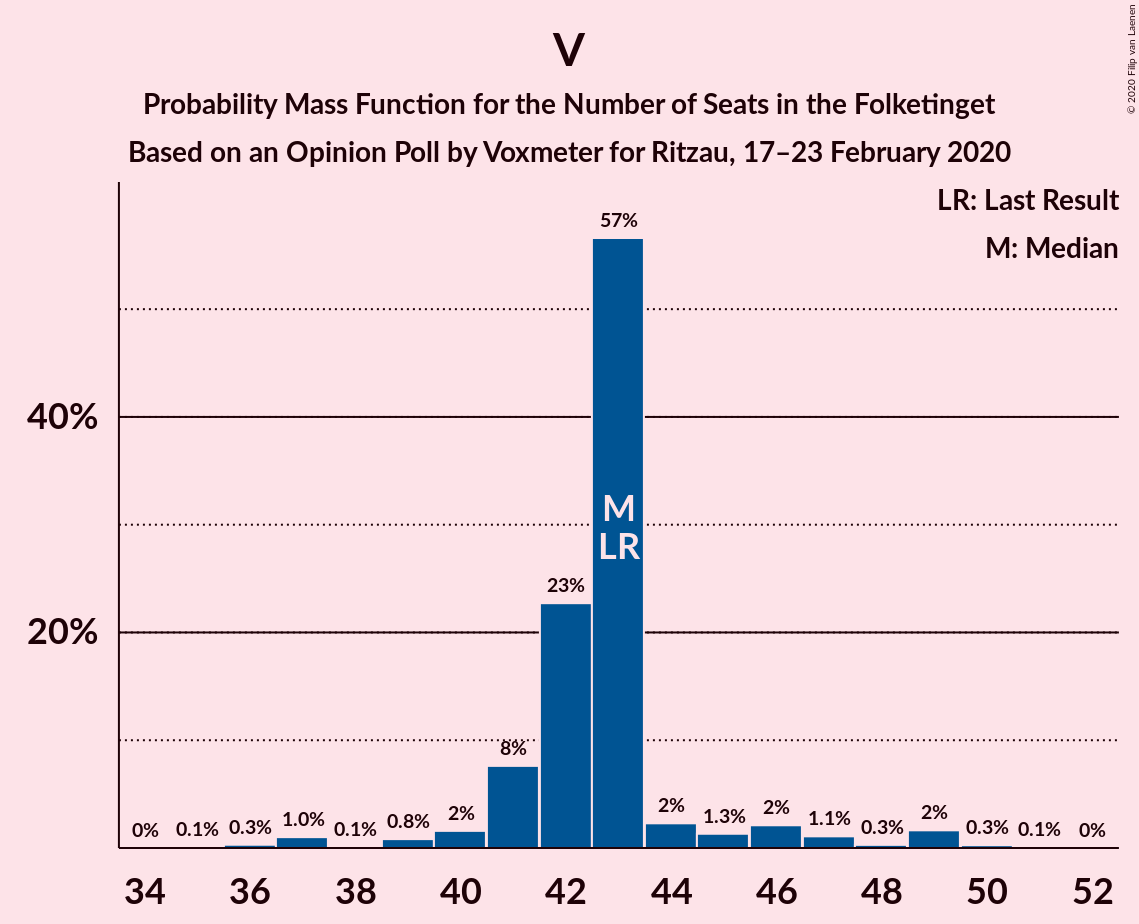 V
Probability Mass Function for the Number of Seats in the Folketinget
Based on an Opinion Poll by Voxmeter for Ritzau, 17–23 February 2020
© 2020 Filip van Laenen
LR: Last Result
M: Median
40%
20%
0%
0.1%
0.3%
1.0%
0.1%
0.8%
2%
8%
23%
57%
M
LR
2%
1.3%
2%
1.1%
0.3%
2%
0.3%
0.1%
0%
34 36 38 40 42 44 46 48 50 52